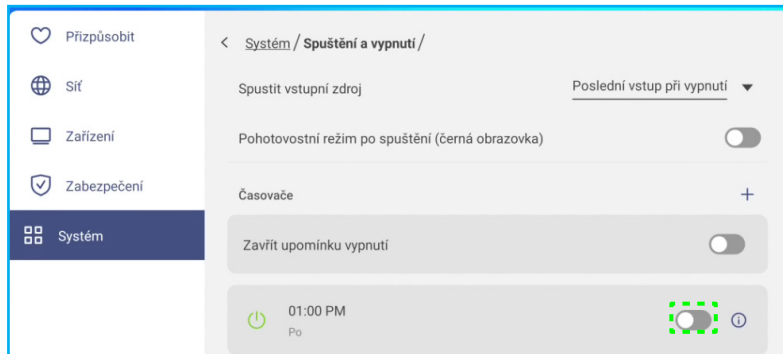 Přizpůsobit
Síť
Zařízení
Zabezpečení
Systém
< Systém / Spuštění a vypnutí /
Spustit vstupní zdroj
Poslední vstup při vypnutí
Pohotovostní režim po spuštění (černá obrazovka)
Časovače
+
Zavřít upomínku vypnutí
01:00 PM
Po